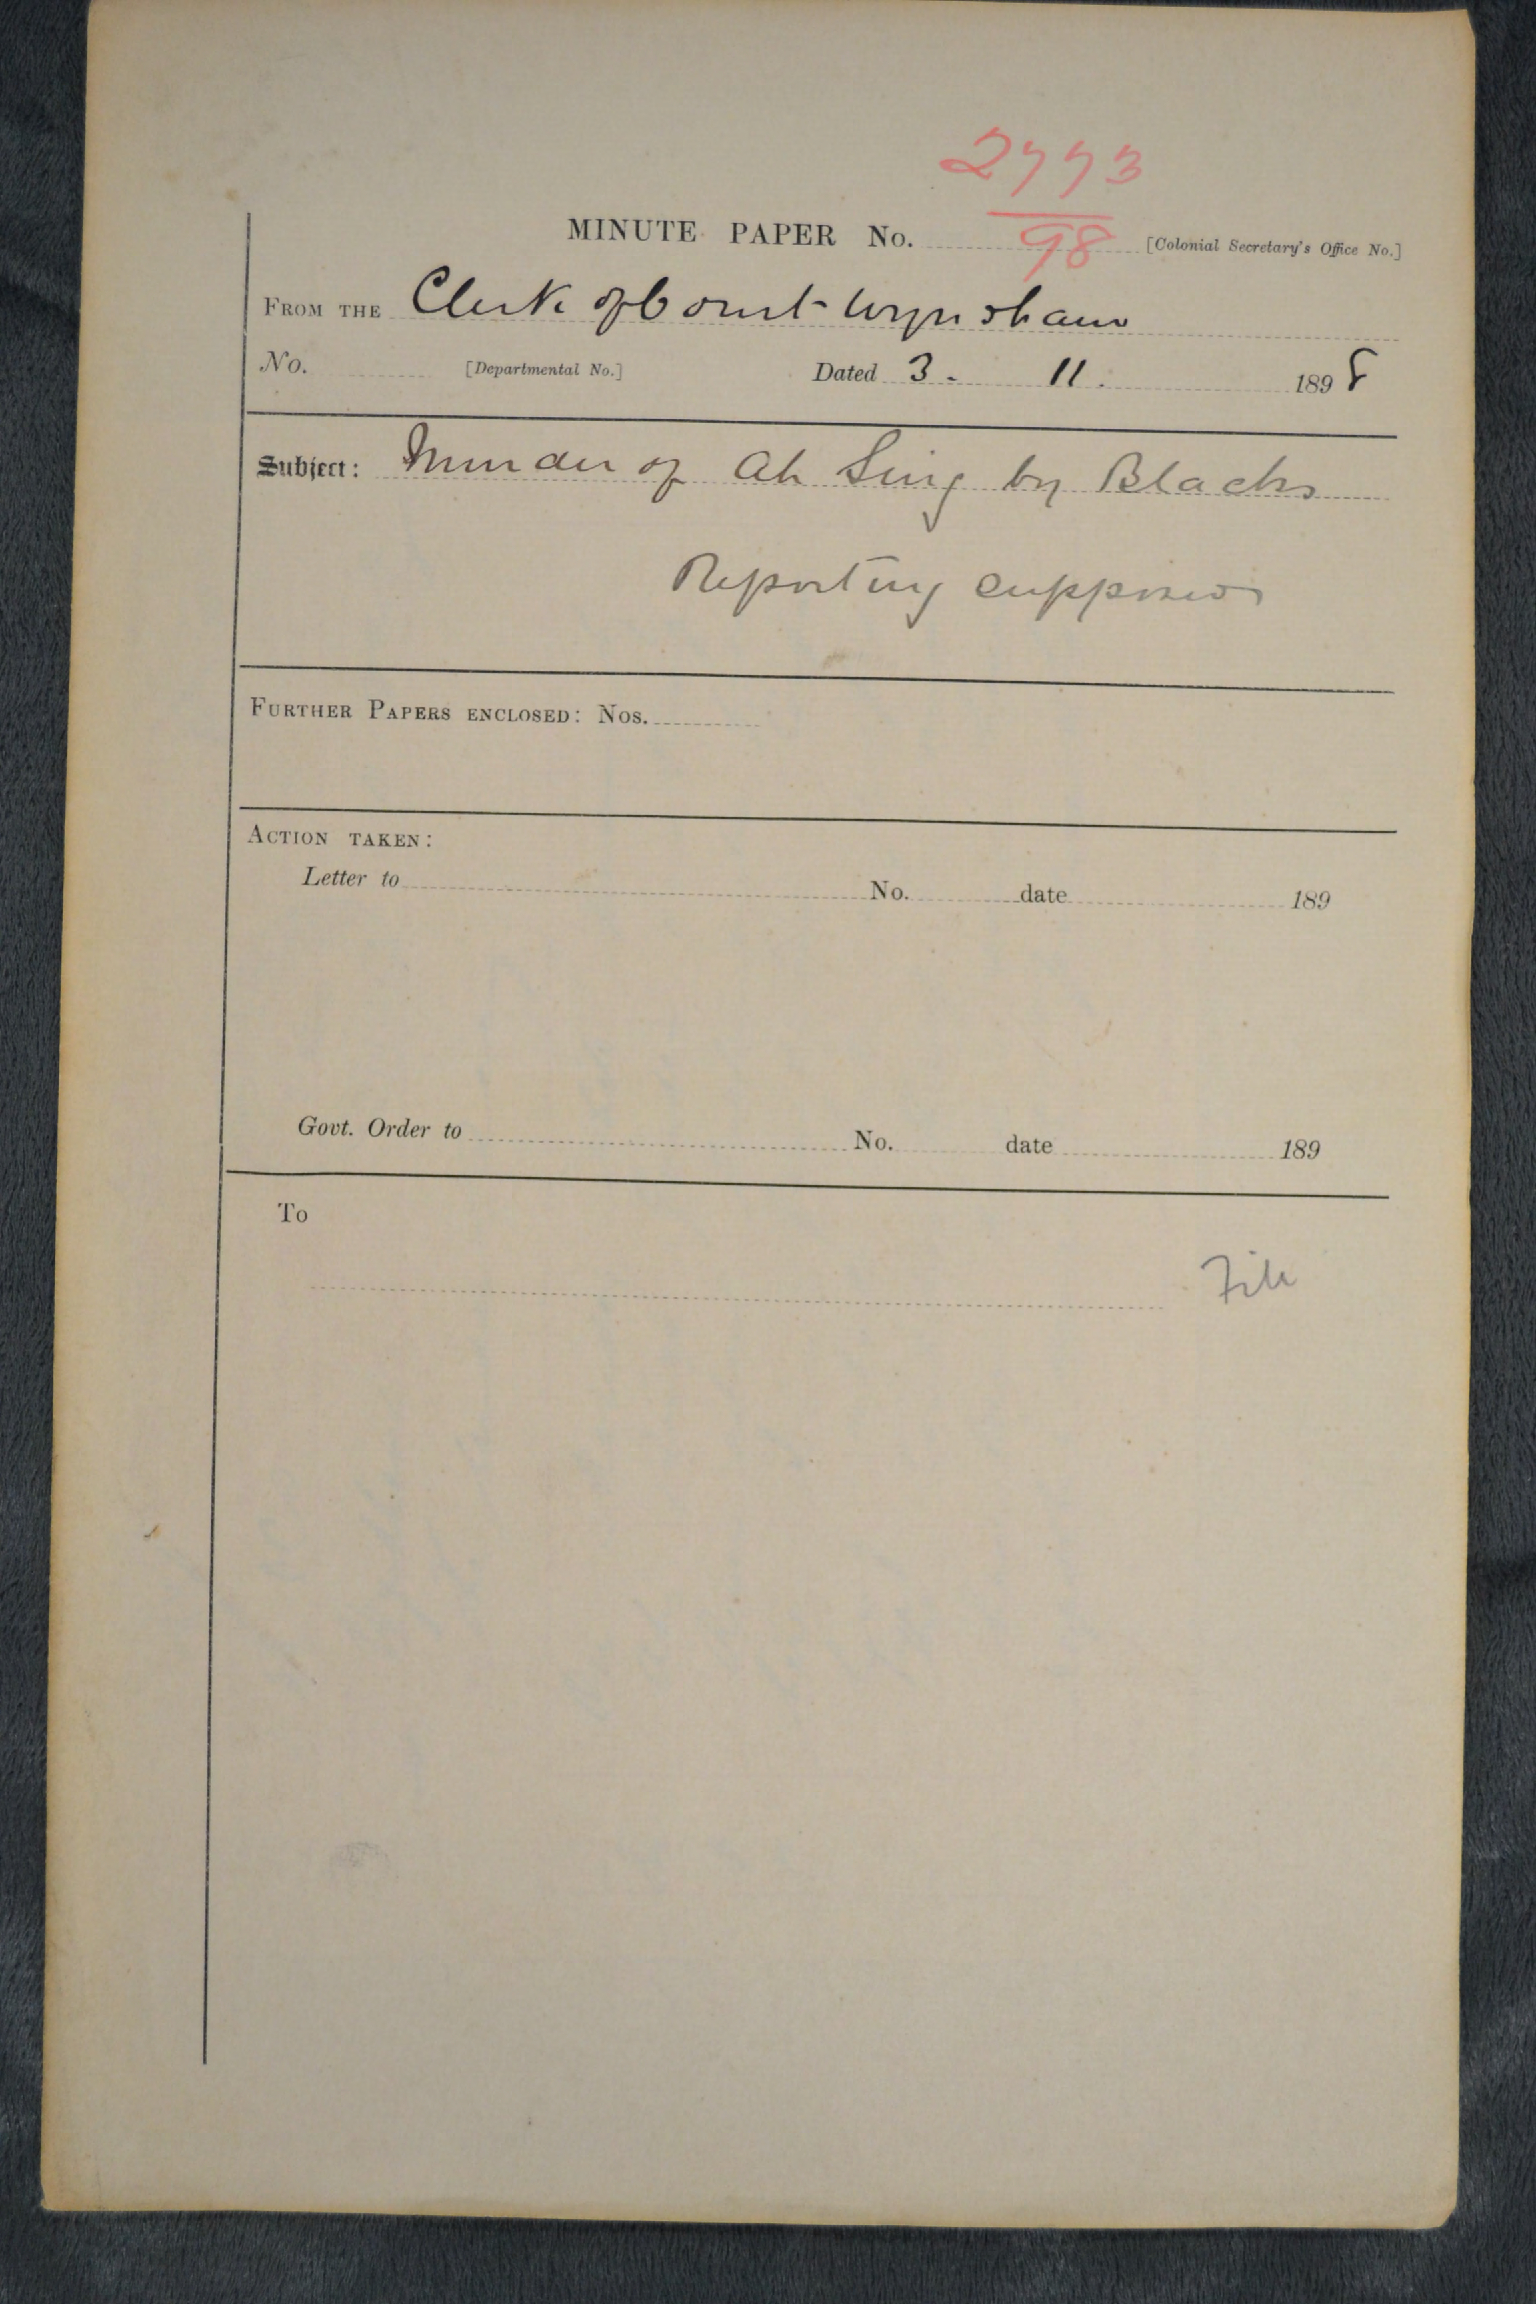 2773
98
MINUTE PAPER No. [Colonial Secretary's Office No.]
FROM THE Clerk of Court Wyndham
No. [Departmental No.] Dated 3. 11. 1898
Subject: Murder of Ah Sing by Blacks
Reporting supposed
FURTHER PAPERS ENCLOSED: Nos.
ACTION TAKEN:
Letter to No. date 189
Govt. Order to No. date 189
To
File